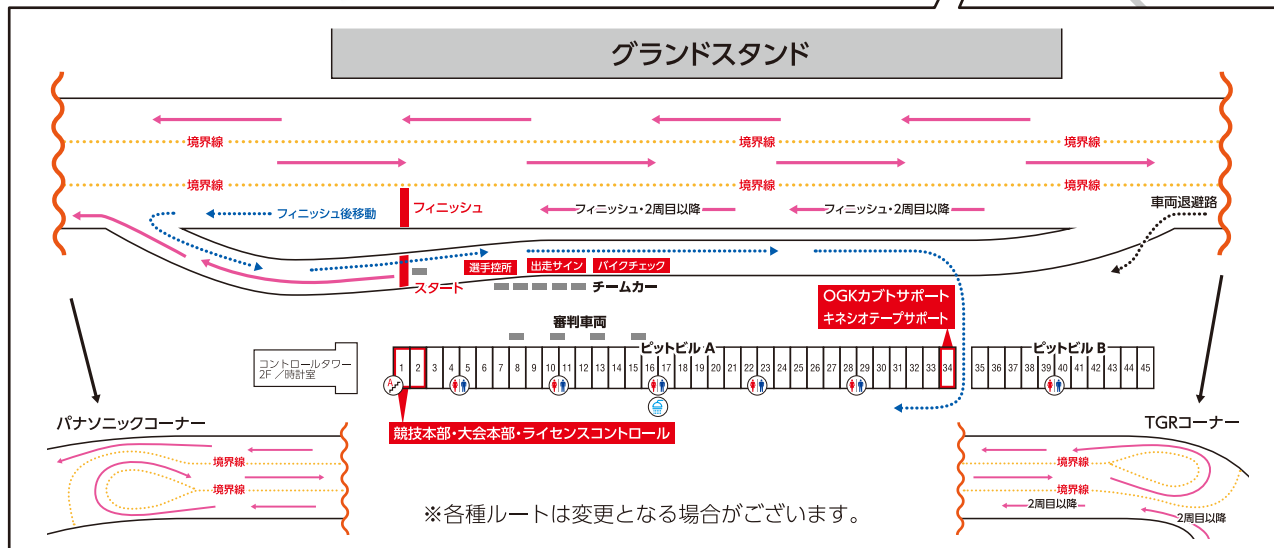 グランドスタンド
境界線
境界線
境界線
境界線
境界線
境界線
フィニッシュ後移動
フィニッシュ
フィニッシュ・2周目以降
フィニッシュ・2周目以降
車両退避路
選手控所
出走サイン
バイクチェック
スタート
チームカー
OGKカブトサポート
キネシオテープサポート
審判車両
ピットビル A
ピットビル B
コントロールタワー
2F／時計室
1 2 3 4 5 6 7 8 9 10 11 12 13 14 15 16 17 18 19 20 21 22 23 24 25 26 27 28 29 30 31 32 33 34 35 36 37 38 39 40 41 42 43 44 45
A
競技本部・大会本部・ライセンスコントロール
パナソニックコーナー
TGRコーナー
境界線
境界線
境界線
境界線
2周目以降
2周目以降
※各種ルートは変更となる場合がございます。